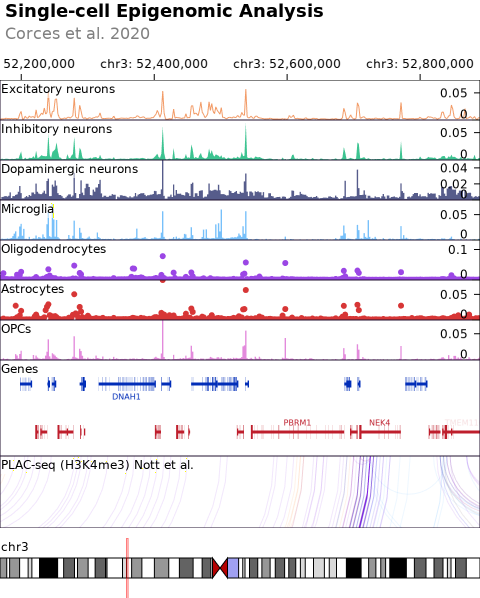 Single-cell Epigenomic Analysis
Corces et al. 2020
52,200,000 chr3: 52,400,000 chr3: 52,600,000 chr3: 52,800,000
Excitatory neurons
0.05
0
Inhibitory neurons
0.05
0
Dopaminergic neurons
0.04
0.02
0
Microglia
0.05
0
Oligodendrocytes
0.1
0
Astrocytes
0.05
0
OPCs
0.05
0
Genes
DNAH1
PBRM1 NEK4
PLAC-seq (H3K4me3) Nott et al.
chr3